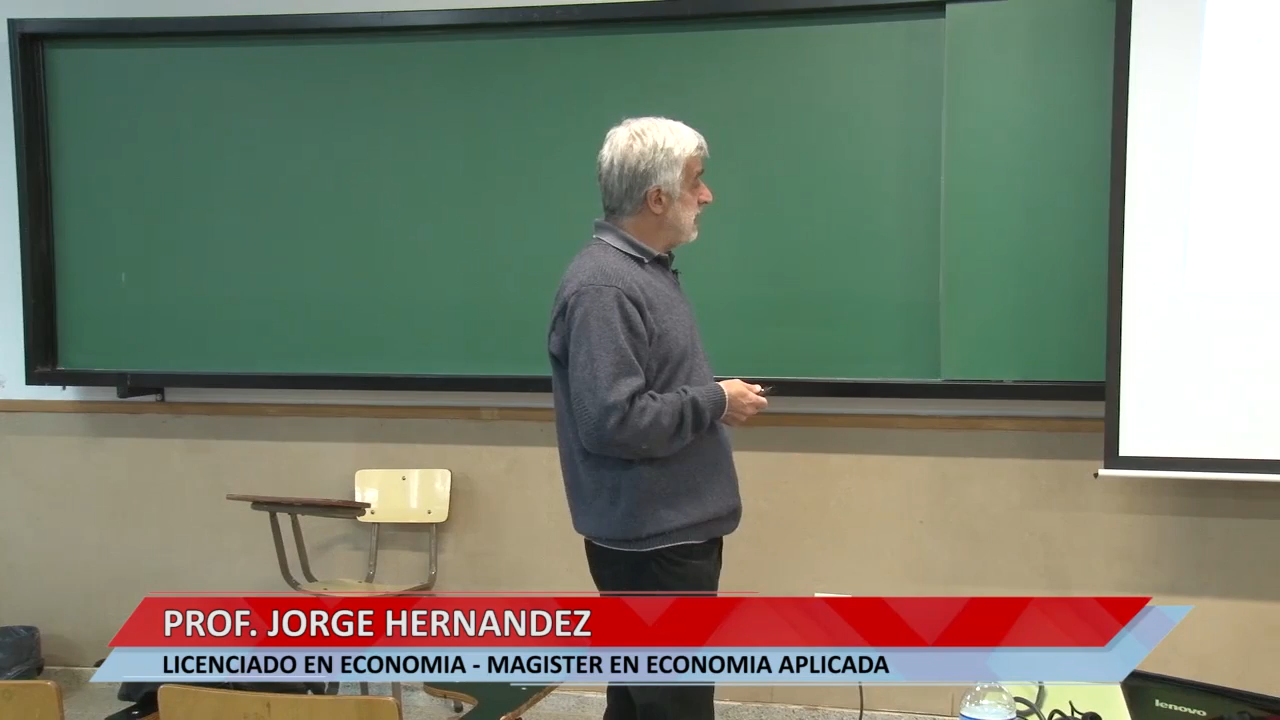 PROF. JORGE HERNANDEZ
LICENCIADO EN ECONOMIA - MAGISTER EN ECONOMIA APLICADA
lenovo